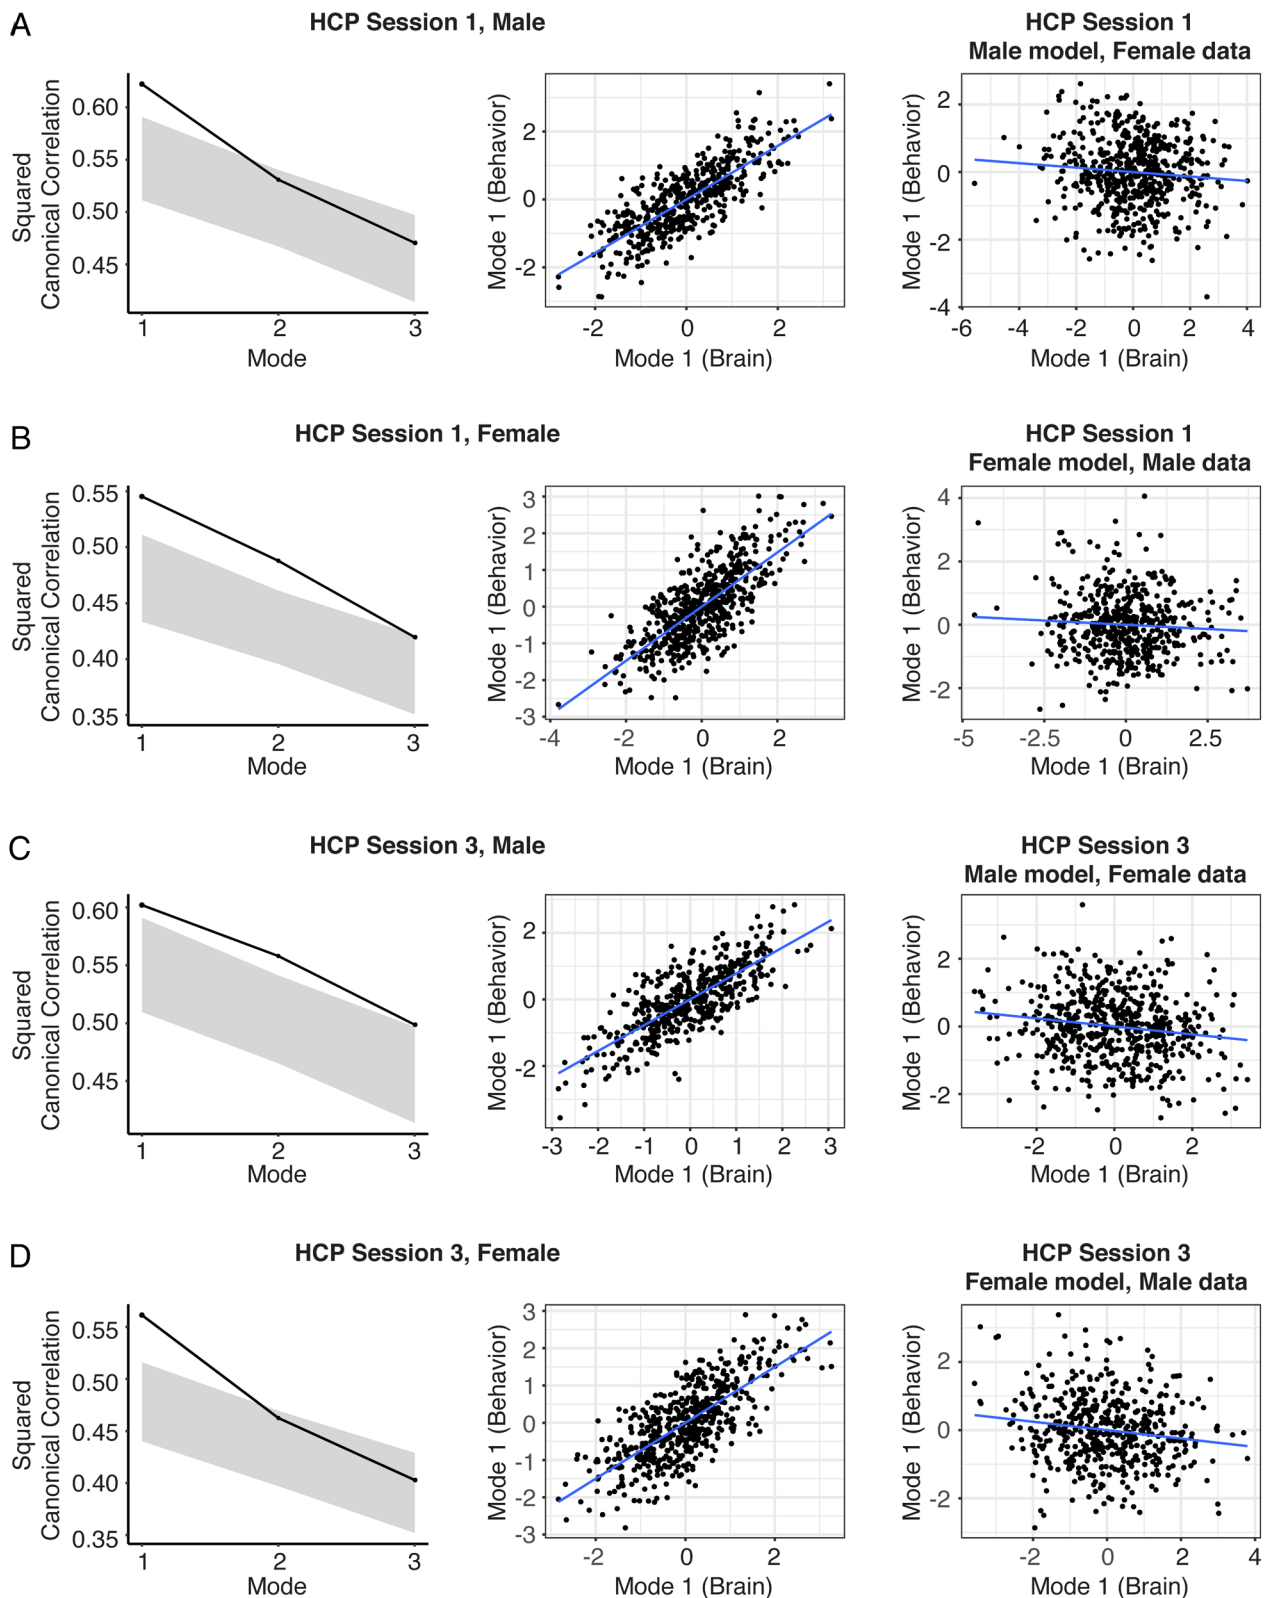 A
HCP Session 1, Male
HCP Session 1
Male model, Female data
Squared
Canonical Correlation
0.60
0.55
0.50
0.45
1
2
3
Mode
Mode 1 (Behavior)
2
0
-2
-2
0
2
Mode 1 (Brain)
Mode 1 (Behavior)
2
0
-2
-4
-6
-4
-2
0
2
4
Mode 1 (Brain)
B
HCP Session 1, Female
HCP Session 1
Female model, Male data
Squared
Canonical Correlation
0.55
0.50
0.45
0.40
0.35
1
2
3
Mode
Mode 1 (Behavior)
3
2
1
0
-1
-2
-3
-4
-2
0
2
Mode 1 (Brain)
Mode 1 (Behavior)
4
2
0
-2
-5
-2.5
0
2.5
Mode 1 (Brain)
C
HCP Session 3, Male
HCP Session 3
Male model, Female data
Squared
Canonical Correlation
0.60
0.55
0.50
0.45
1
2
3
Mode
Mode 1 (Behavior)
2
0
-2
-3
-2
-1
0
1
2
3
Mode 1 (Brain)
Mode 1 (Behavior)
2
0
-2
-2
0
2
Mode 1 (Brain)
D
HCP Session 3, Female
HCP Session 3
Female model, Male data
Squared
Canonical Correlation
0.55
0.50
0.45
0.40
0.35
1
2
3
Mode
Mode 1 (Behavior)
3
2
1
0
-1
-2
-3
-2
0
2
Mode 1 (Brain)
Mode 1 (Behavior)
2
0
-2
-2
0
2
4
Mode 1 (Brain)